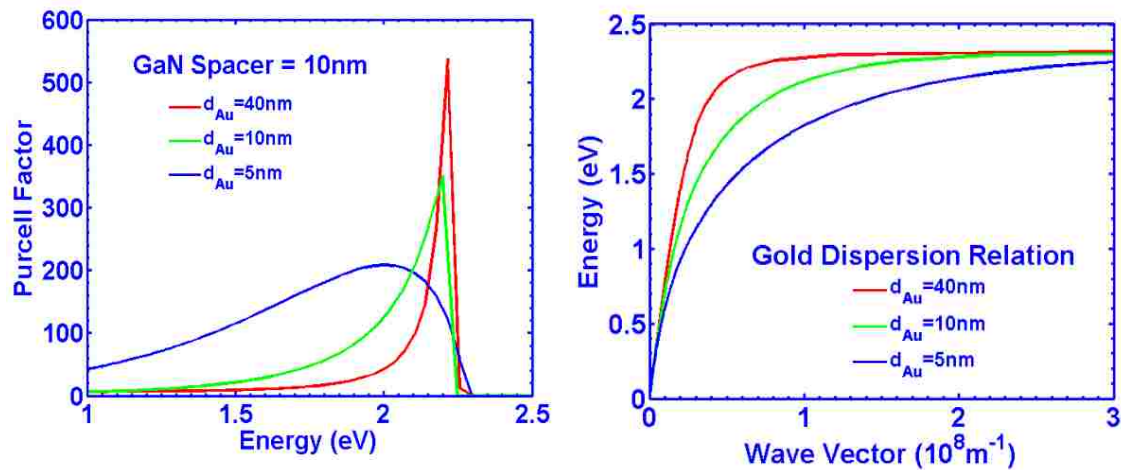 600
500
400
300
200
100
0
Purcell Factor
GaN Spacer = 10nm
d_Au=40nm
d_Au=10nm
d_Au=5nm
1 1.5 2 2.5
Energy (eV)
2.5
2
1.5
1
0.5
0
Energy (eV)
Gold Dispersion Relation
d_Au=40nm
d_Au=10nm
d_Au=5nm
0 1 2 3
Wave Vector (10⁸m⁻¹)